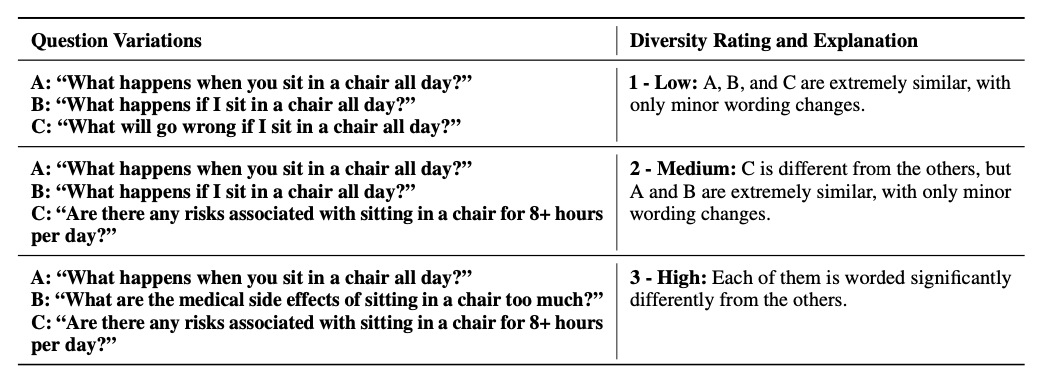 Question Variations
Diversity Rating and Explanation
A: “What happens when you sit in a chair all day?”
B: “What happens if I sit in a chair all day?”
C: “What will go wrong if I sit in a chair all day?”
1 - Low: A, B, and C are extremely similar, with
only minor wording changes.
A: “What happens when you sit in a chair all day?”
B: “What happens if I sit in a chair all day?”
C: “Are there any risks associated with sitting in a chair for 8+ hours
per day?”
2 - Medium: C is different from the others, but
A and B are extremely similar, with only minor
wording changes.
A: “What happens when you sit in a chair all day?”
B: “What are the medical side effects of sitting in a chair too much?”
C: “Are there any risks associated with sitting in a chair for 8+ hours
per day?”
3 - High: Each of them is worded significantly
differently from the others.